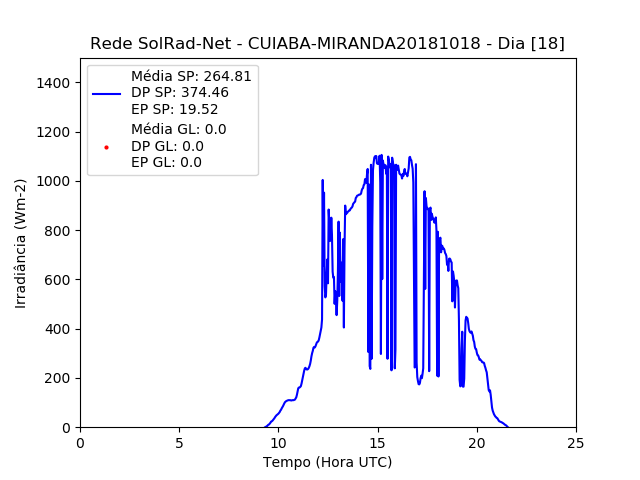 Rede SolRad-Net - CUIABA-MIRANDA20181018 - Dia [18]
Média SP: 264.81
DP SP: 374.46
EP SP: 19.52
Média GL: 0.0
DP GL: 0.0
EP GL: 0.0
1400
1200
1000
800
600
400
200
0
Irradiância (Wm-2)
0 5 10 15 20 25
Tempo (Hora UTC)